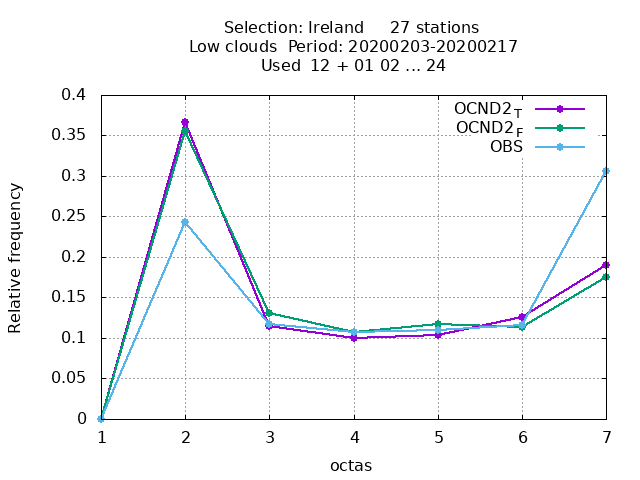 Selection: Ireland 27 stations
Low clouds Period: 20200203-20200217
Used 12 + 01 02 ... 24
OCND2_T
OCND2_F
OBS
Relative frequency
0.4
0.35
0.3
0.25
0.2
0.15
0.1
0.05
0
1 2 3 4 5 6 7
octas